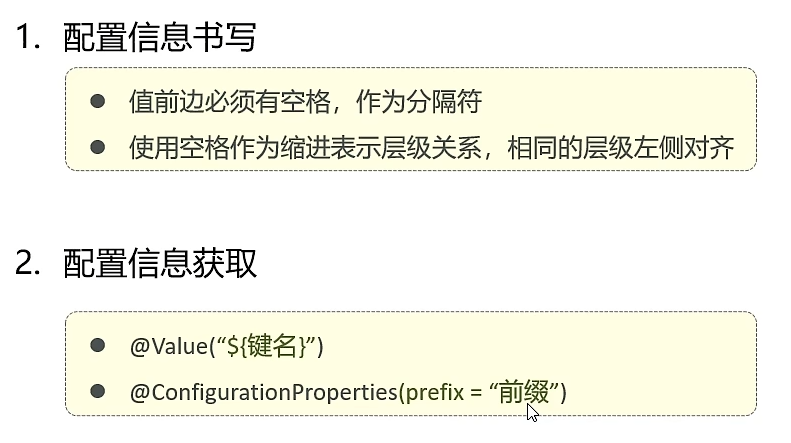 1. 配置信息书写
● 值前边必须有空格，作为分隔符
● 使用空格作为缩进表示层级关系，相同的层级左侧对齐
2. 配置信息获取
● @Value(“${键名}”)
● @ConfigurationProperties(prefix = “前缀”)